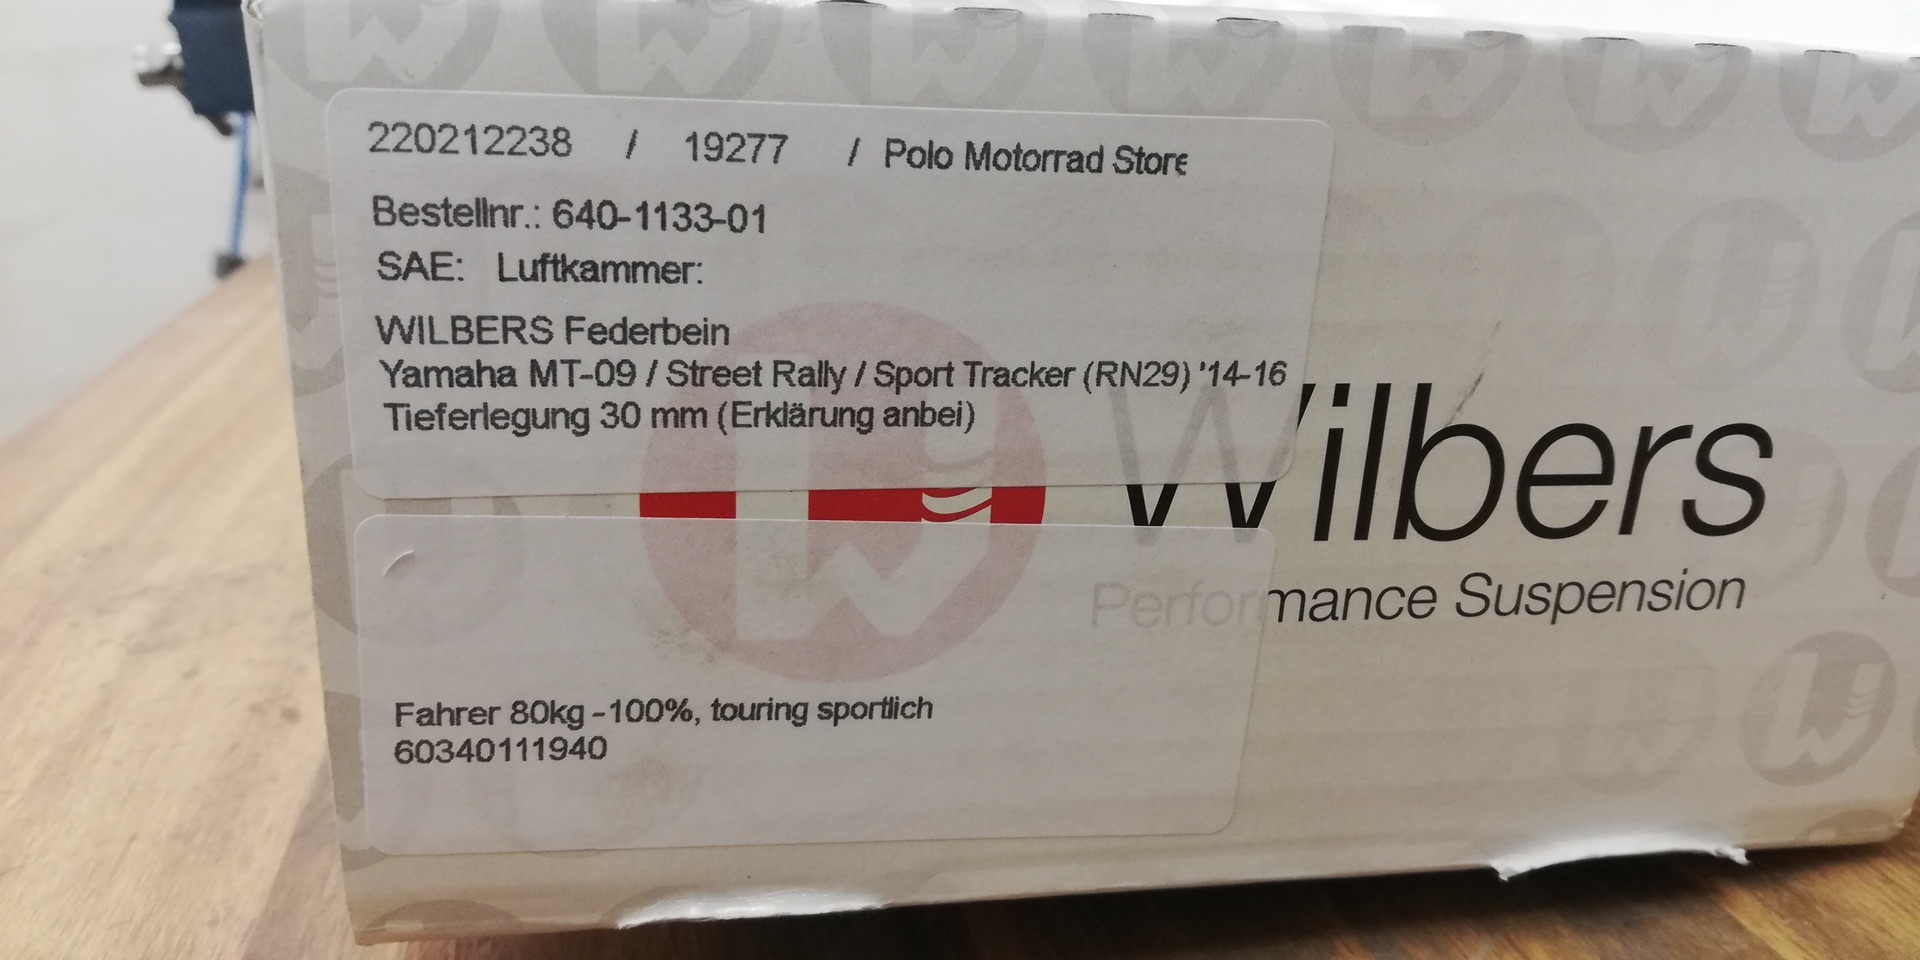 220212238 / 19277 / Polo Motorrad Store
Bestellnr.: 640-1133-01
SAE: Luftkammer:
WILBERS Federbein
Yamaha MT-09 / Street Rally / Sport Tracker (RN29) '14-16
Tieferlegung 30 mm (Erklärung anbei)
Wilbers
Performance Suspension
Fahrer 80kg -100%, touring sportlich
60340111940